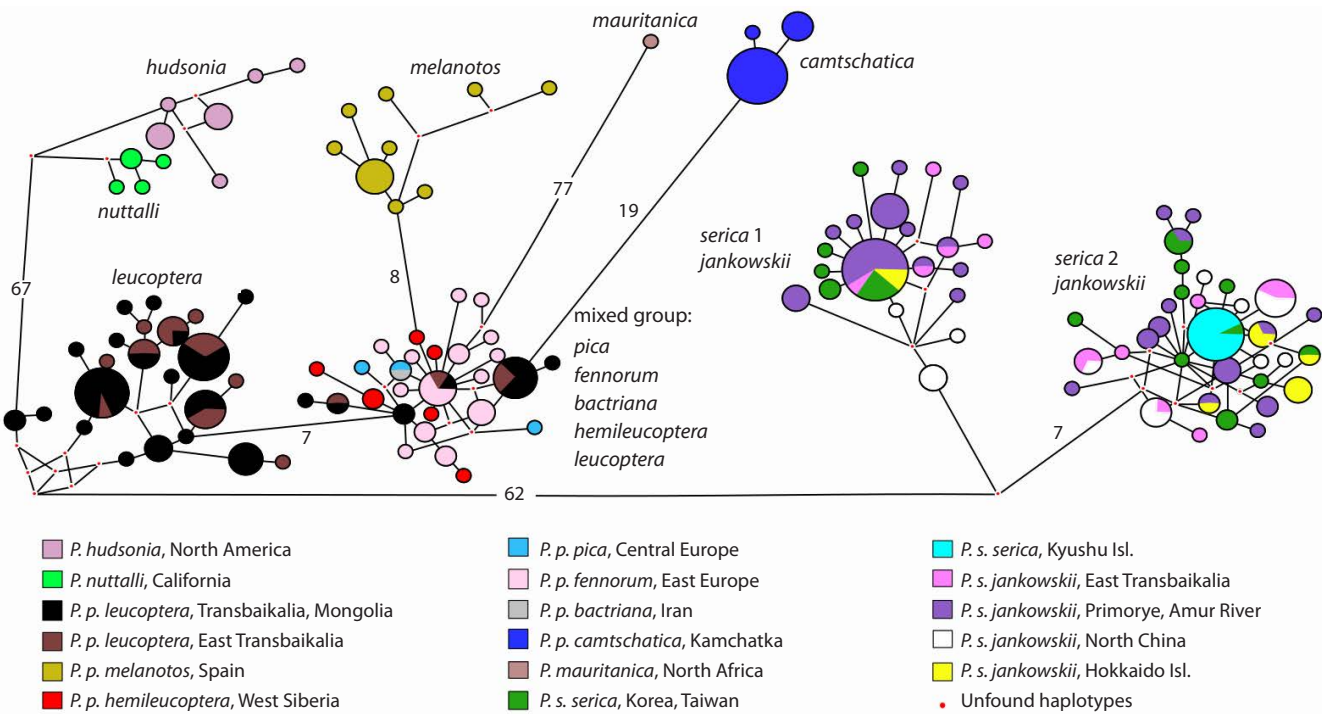 mauritanica
hudsonia
melanotos
camtschatica
77
19
nuttalli
serica 1
jankowskii
serica 2
jankowskii
leucoptera
8
67
mixed group:
pica
fennorum
bactriana
hemileucoptera
leucoptera
7
7
62
P. hudsonia, North America
P. nuttalli, California
P. p. leucoptera, Transbaikalia, Mongolia
P. p. leucoptera, East Transbaikalia
P. p. melanotos, Spain
P. p. hemileucoptera, West Siberia
P. p. pica, Central Europe
P. p. fennorum, East Europe
P. p. bactriana, Iran
P. p. camtschatica, Kamchatka
P. mauritanica, North Africa
P. s. serica, Korea, Taiwan
P. s. serica, Kyushu Isl.
P. s. jankowskii, East Transbaikalia
P. s. jankowskii, Primorye, Amur River
P. s. jankowskii, North China
P. s. jankowskii, Hokkaido Isl.
Unfound haplotypes